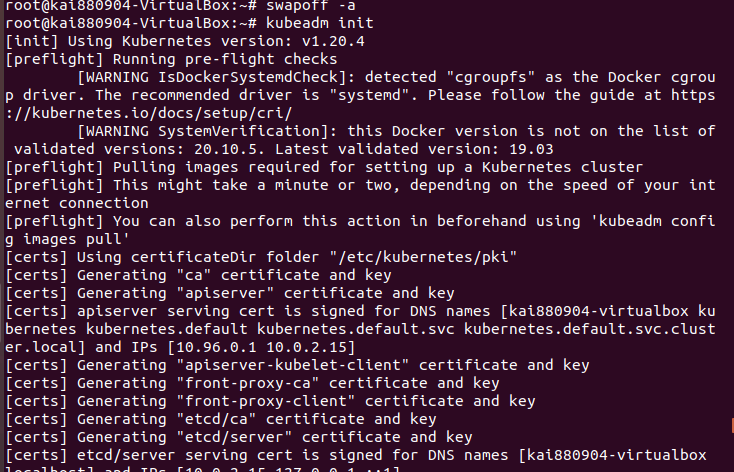 root@kai880904-VirtualBox:~# swapoff -a
root@kai880904-VirtualBox:~# kubeadm init
[init] Using Kubernetes version: v1.20.4
[preflight] Running pre-flight checks
        [WARNING IsDockerSystemdCheck]: detected "cgroupfs" as the Docker cgrou
p driver. The recommended driver is "systemd". Please follow the guide at https
://kubernetes.io/docs/setup/cri/
        [WARNING SystemVerification]: this Docker version is not on the list of
 validated versions: 20.10.5. Latest validated version: 19.03
[preflight] Pulling images required for setting up a Kubernetes cluster
[preflight] This might take a minute or two, depending on the speed of your int
ernet connection
[preflight] You can also perform this action in beforehand using 'kubeadm confi
g images pull'
[certs] Using certificateDir folder "/etc/kubernetes/pki"
[certs] Generating "ca" certificate and key
[certs] Generating "apiserver" certificate and key
[certs] apiserver serving cert is signed for DNS names [kai880904-virtualbox ku
bernetes kubernetes.default kubernetes.default.svc kubernetes.default.svc.clust
er.local] and IPs [10.96.0.1 10.0.2.15]
[certs] Generating "apiserver-kubelet-client" certificate and key
[certs] Generating "front-proxy-ca" certificate and key
[certs] Generating "front-proxy-client" certificate and key
[certs] Generating "etcd/ca" certificate and key
[certs] Generating "etcd/server" certificate and key
[certs] etcd/server serving cert is signed for DNS names [kai880904-virtualbox
localhost] and IPs [10.0.2.15 127.0.0.1 ::1]